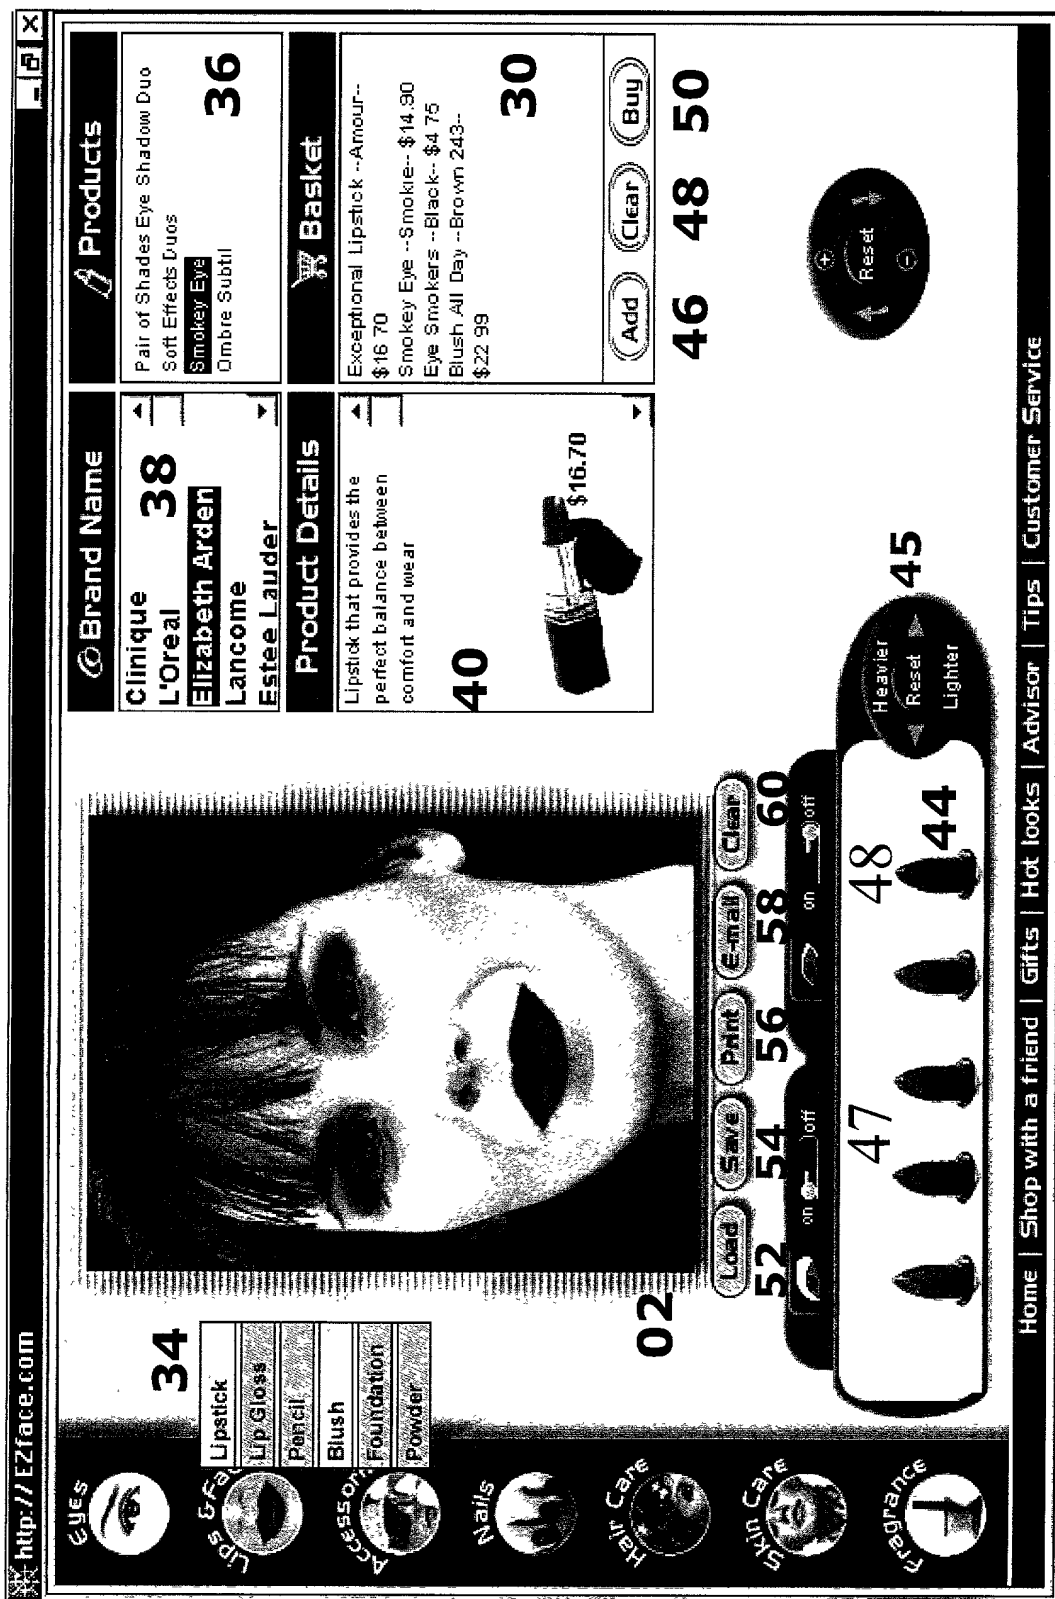 http:// EZface.com
Eyes
Lips & Fac
Accessori
Nails
Hair Care
Skin Care
Fragrance
34
Lipstick
Lip Gloss
Pencil
Blush
Foundation
Powder
02
Load
Save
Print
E-mail
Clear
52
54
56
58
60
on
off
on
off
47
48
44
Heavier
Reset
Lighter
45
Brand Name
Clinique
L'Oreal
38
Elizabeth Arden
Lancome
Estee Lauder
Products
Pair of Shades Eye Shadow Duo
Soft Effects Duos
Smokey Eye
Ombre Subtil
36
Product Details
Lipstick that provides the
perfect balance between
comfort and wear
40
$16.70
Basket
Exceptional Lipstick --Amour--
$16 70
Smokey Eye --Smokie-- $14.90
Eye Smokers --Black-- $4 75
Blush All Day --Brown 243--
$22 99
30
Add
Clear
Buy
46
48
50
Reset
Home | Shop with a friend | Gifts | Hot looks | Advisor | Tips | Customer Service